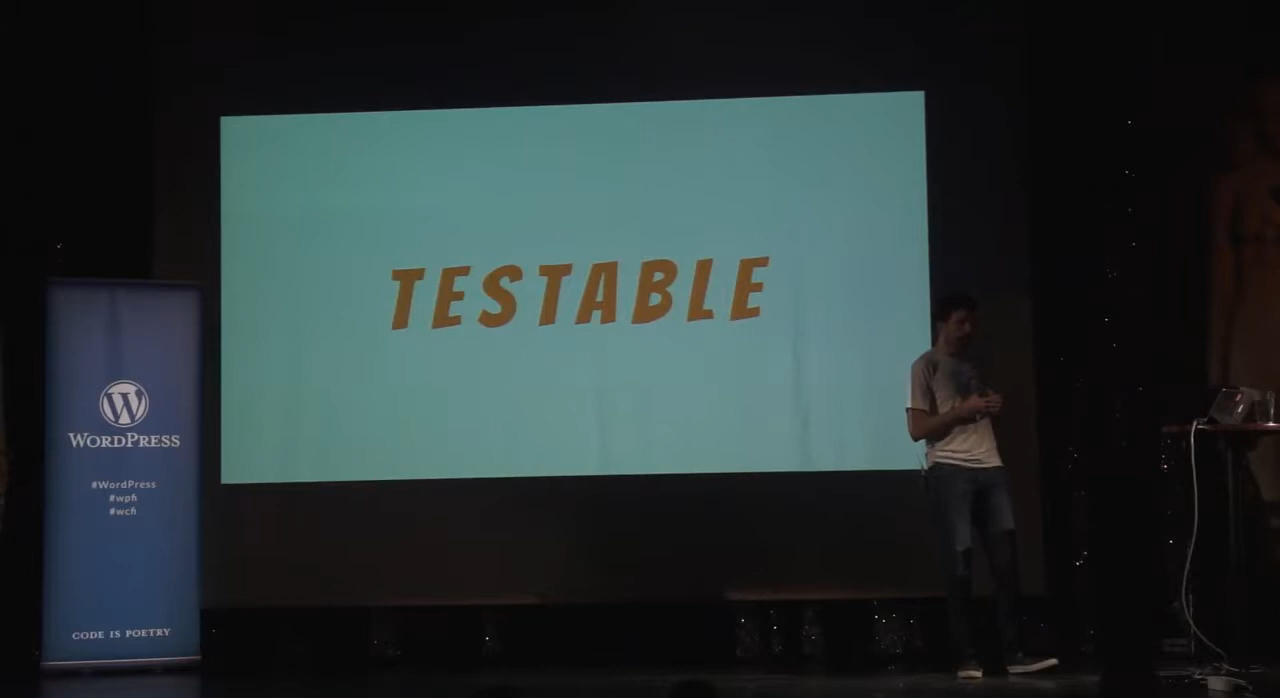 TESTABLE
WORDPRESS
#WordPress
#wpfi
#wcfi
CODE IS POETRY